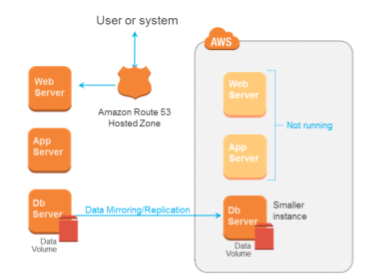 User or system
AWS
Web
Server
Amazon Route 53
Hosted Zone
Web
Server
App
Server
App
Server
Not running
Db
Server
Data
Volume
Data Mirroring/Replication
Db
Server
Data
Volume
Smaller
instance